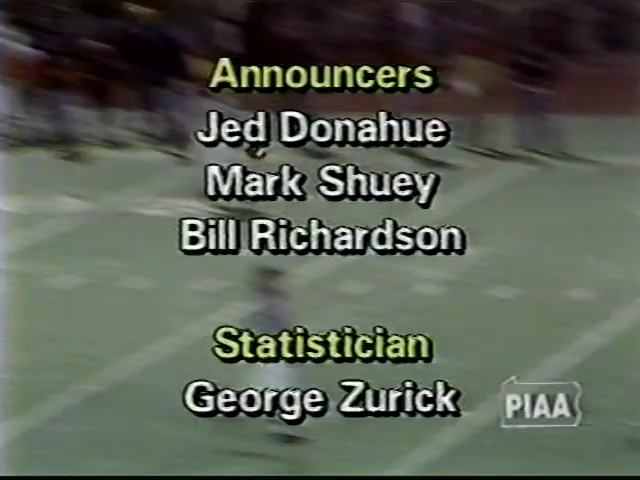 Announcers
Jed Donahue
Mark Shuey
Bill Richardson
Statistician
George Zurick
PIAA